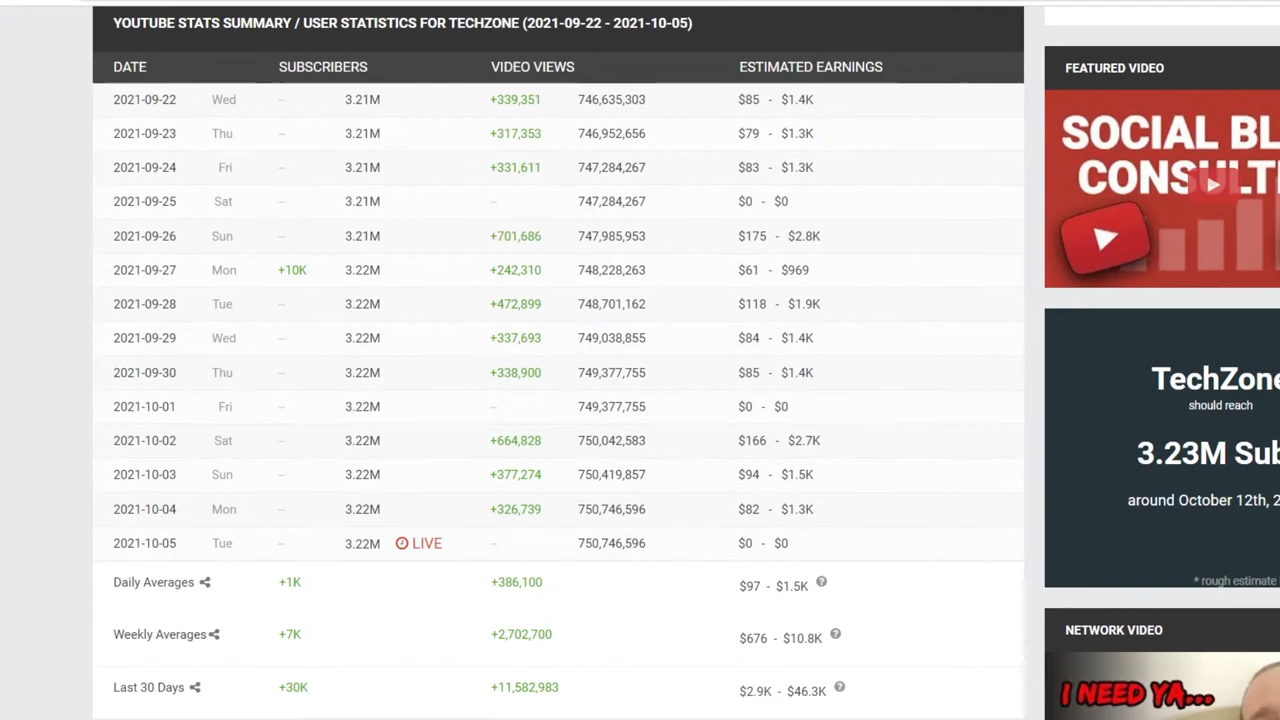 YOUTUBE STATS SUMMARY / USER STATISTICS FOR TECHZONE (2021-09-22 - 2021-10-05)
DATE SUBSCRIBERS VIDEO VIEWS ESTIMATED EARNINGS
2021-09-22 Wed -- 3.21M +339,351 746,635,303 $85 - $1.4K
2021-09-23 Thu -- 3.21M +317,353 746,952,656 $79 - $1.3K
2021-09-24 Fri -- 3.21M +331,611 747,284,267 $83 - $1.3K
2021-09-25 Sat -- 3.21M -- 747,284,267 $0 - $0
2021-09-26 Sun -- 3.21M +701,686 747,985,953 $175 - $2.8K
2021-09-27 Mon +10K 3.22M +242,310 748,228,263 $61 - $969
2021-09-28 Tue -- 3.22M +472,899 748,701,162 $118 - $1.9K
2021-09-29 Wed -- 3.22M +337,693 749,038,855 $84 - $1.4K
2021-09-30 Thu -- 3.22M +338,900 749,377,755 $85 - $1.4K
2021-10-01 Fri -- 3.22M -- 749,377,755 $0 - $0
2021-10-02 Sat -- 3.22M +664,828 750,042,583 $166 - $2.7K
2021-10-03 Sun -- 3.22M +377,274 750,419,857 $94 - $1.5K
2021-10-04 Mon -- 3.22M +326,739 750,746,596 $82 - $1.3K
2021-10-05 Tue -- 3.22M LIVE -- 750,746,596 $0 - $0
Daily Averages +1K +386,100 $97 - $1.5K ?
Weekly Averages +7K +2,702,700 $676 - $10.8K ?
Last 30 Days +30K +11,582,983 $2.9K - $46.3K ?
FEATURED VIDEO
SOCIAL BL
CONSULTI
TechZone
should reach
3.23M Sub
around October 12th, 2
* rough estimate
NETWORK VIDEO
I NEED YA...